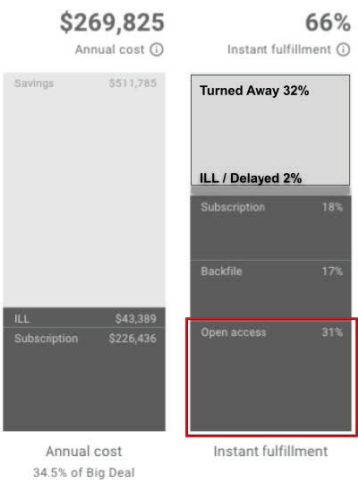 $269,825
Annual cost ⓘ
Savings $511,785
ILL $43,389
Subscription $226,436
Annual cost
34.5% of Big Deal
66%
Instant fulfillment ⓘ
Turned Away 32%
ILL / Delayed 2%
Subscription 18%
Backfile 17%
Open access 31%
Instant fulfillment